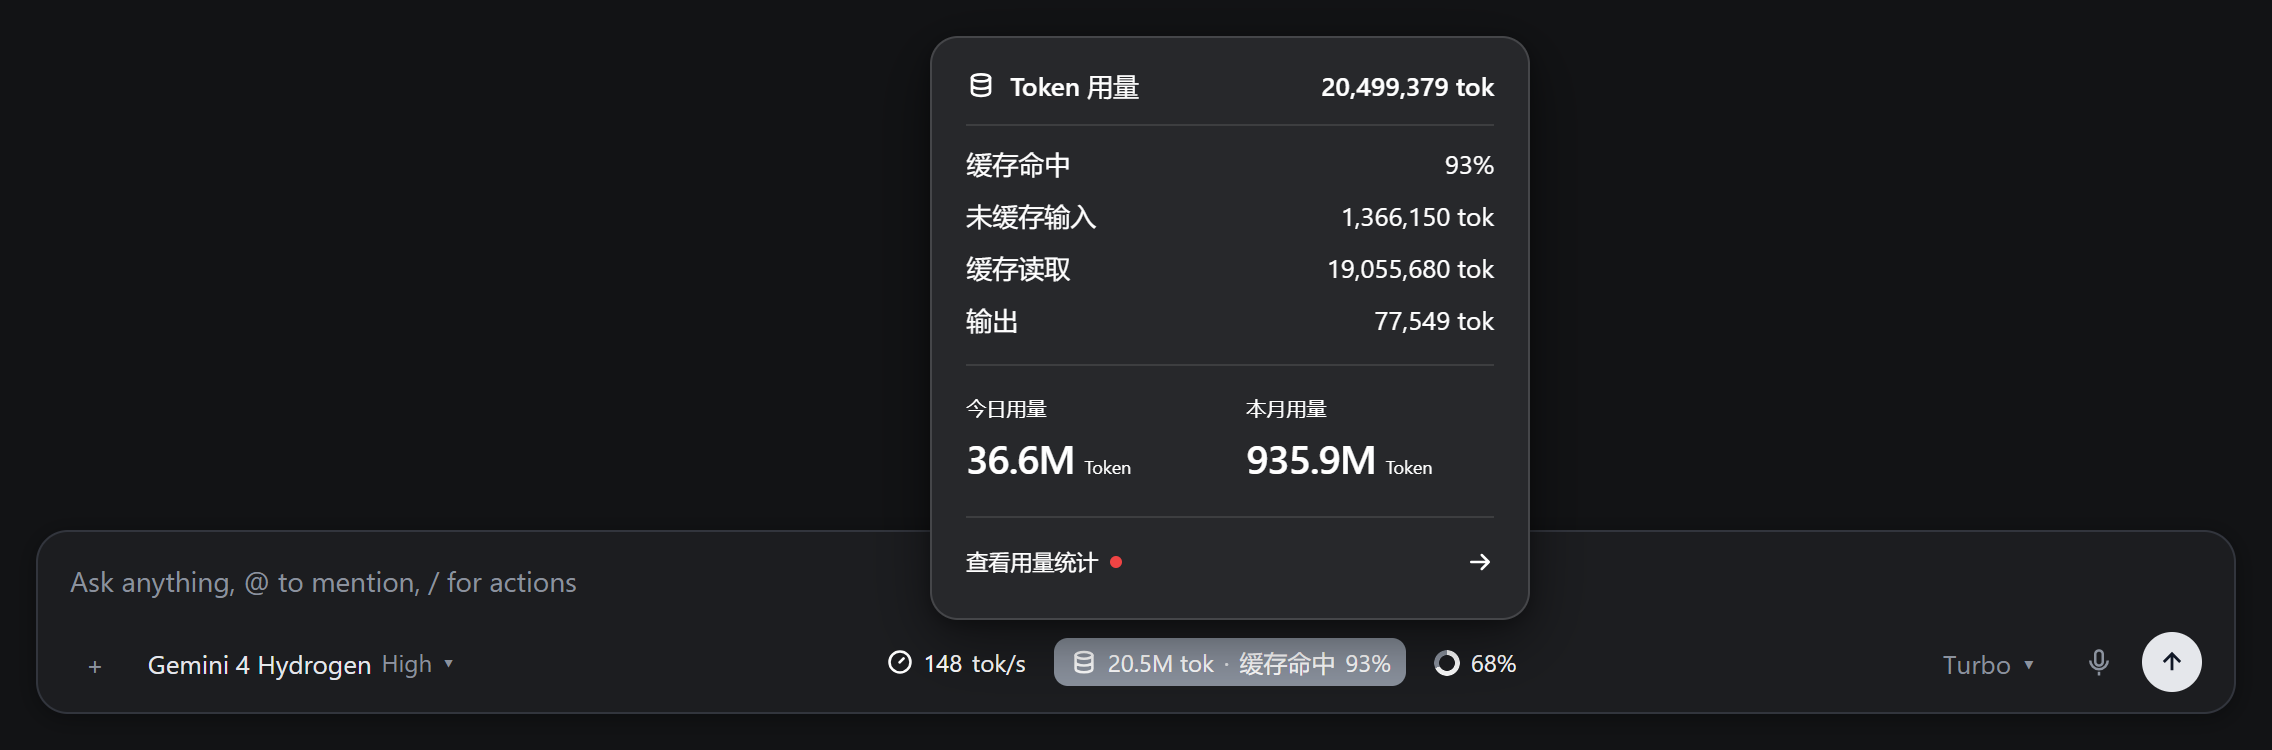 Token 用量 20,499,379 tok
缓存命中 93%
未缓存输入 1,366,150 tok
缓存读取 19,055,680 tok
输出 77,549 tok
今日用量 本月用量
36.6M Token 935.9M Token
查看用量统计
Ask anything, @ to mention, / for actions
+ Gemini 4 Hydrogen High 148 tok/s 20.5M tok · 缓存命中 93% 68% Turbo